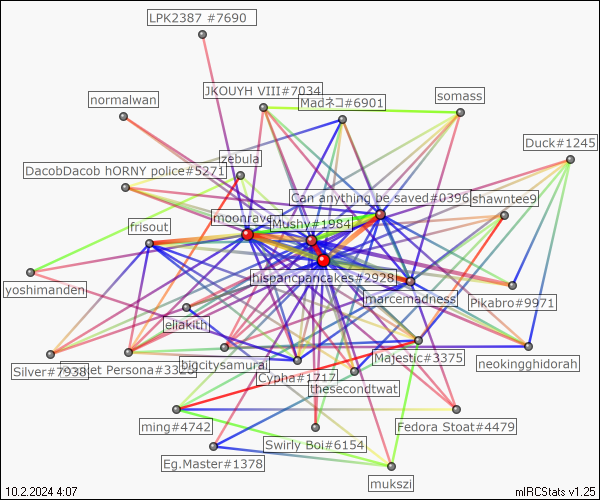 LPK2387 #7690
JKOUYH VIII#7034
normalwan
Madネコ#6901
somass
Duck#1245
zebula
DacobDacob hORNY police#5271
Can anything be saved#0396
shawntee9
moonraven
Mushy#1984
frisout
hispancpancakes#2928
yoshimanden
marcemadness
Pikabro#9971
eliakith
Silver#7938
et Persona#33
bigcitysamurai
Majestic#3375
neokingghidorah
Cypha#1717
thesecondtwat
ming#4742
Fedora Stoat#4479
Swirly Boi#6154
Eg.Master#1378
mukszi
10.2.2024 4:07
mIRCStats v1.25